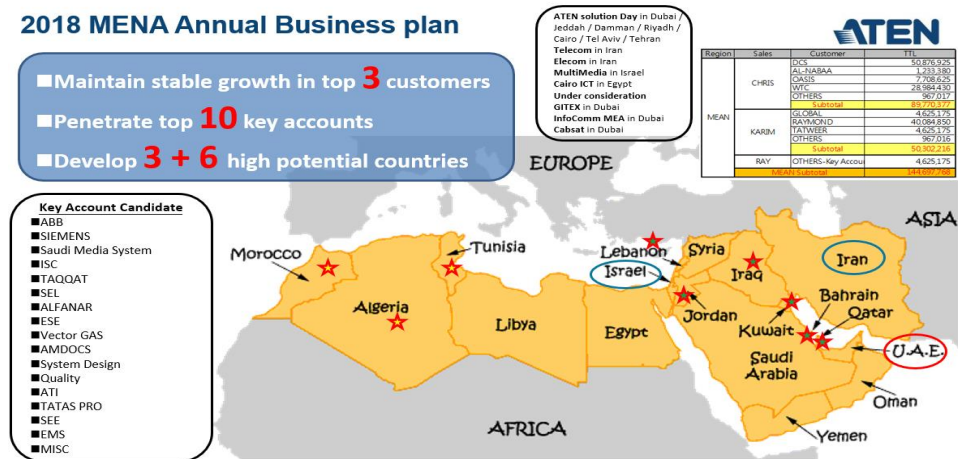 2018 MENA Annual Business plan
ATEN
■Maintain stable growth in top 3 customers
■Penetrate top 10 key accounts
■Develop 3 + 6 high potential countries
ATEN solution Day in Dubai /
Jeddah / Damman / Riyadh /
Cairo / Tel Aviv / Tehran
Telecom in Iran
Elecom in Iran
MultiMedia in Israel
Cairo ICT in Egypt
Under consideration
GITEX in Dubai
InfoComm MEA in Dubai
Cabsat in Dubai
Region Sales Customer TTL
MEAN CHRIS DCS 50,876,925
AL-NABAA 1,233,380
OASIS 7,708,625
WTC 28,984,430
OTHERS 967,017
Subtotal 89,770,377
KARIM GLOBAL 4,625,175
RAYMOND 40,084,850
TATWEER 4,625,175
OTHERS 967,016
Subtotal 50,302,216
RAY OTHERS-Key Accou 4,625,175
MEAN Subtotal 144,697,768
Key Account Candidate
■ABB
■SIEMENS
■Saudi Media System
■ISC
■TAQQAT
■SEL
■ALFANAR
■ESE
■Vector GAS
■AMDOCS
■System Design
■Quality
■ATI
■TATAS PRO
■SEE
■EMS
■MISC
EUROPE
ASIA
AFRICA
Morocco
Algeria
Tunisia
Libya
Egypt
Lebanon
Israel
Syria
Jordan
Iraq
Iran
Kuwait
Bahrain
Qatar
U.A.E.
Saudi
Arabia
Oman
Yemen